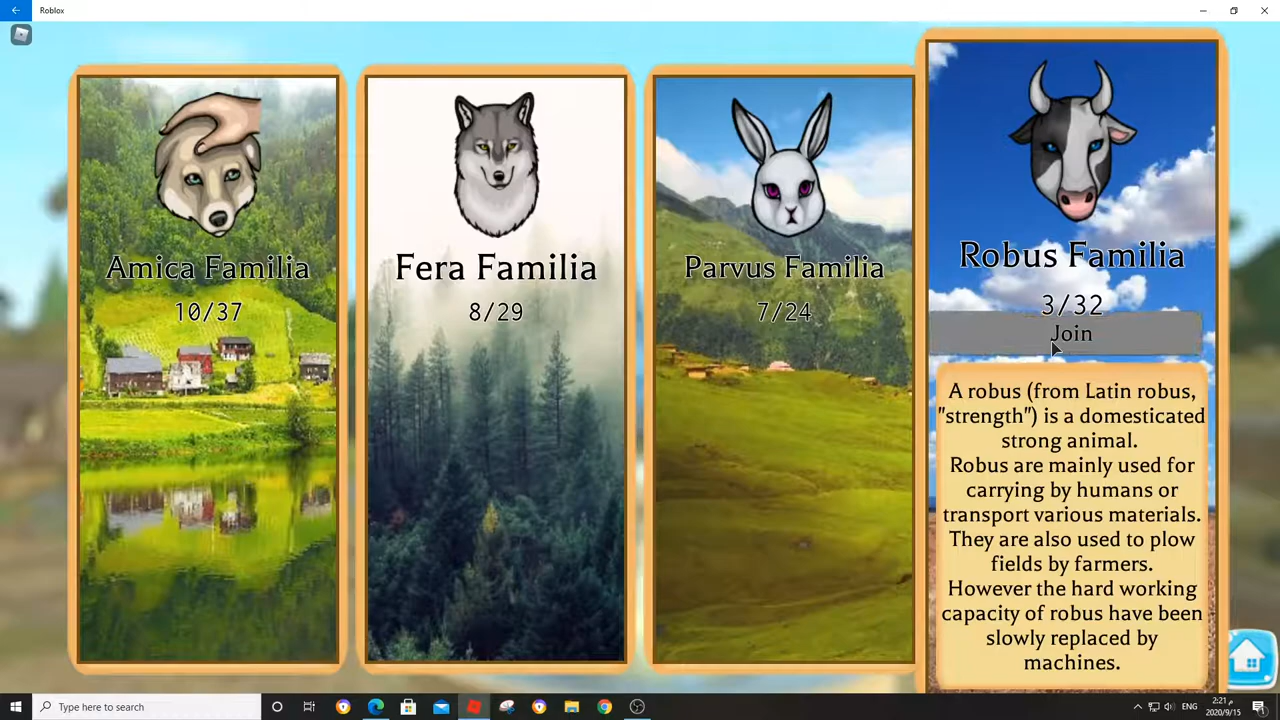 Roblox
Amica Familia
10/37
Fera Familia
8/29
Parvus Familia
7/24
Robus Familia
3/32
Join
A robus (from Latin robus,
"strength") is a domesticated
strong animal.
Robus are mainly used for
carrying by humans or
transport various materials.
They are also used to plow
fields by farmers.
However the hard working
capacity of robus have been
slowly replaced by
machines.
Type here to search
ENG
2:21 م
2020/9/15